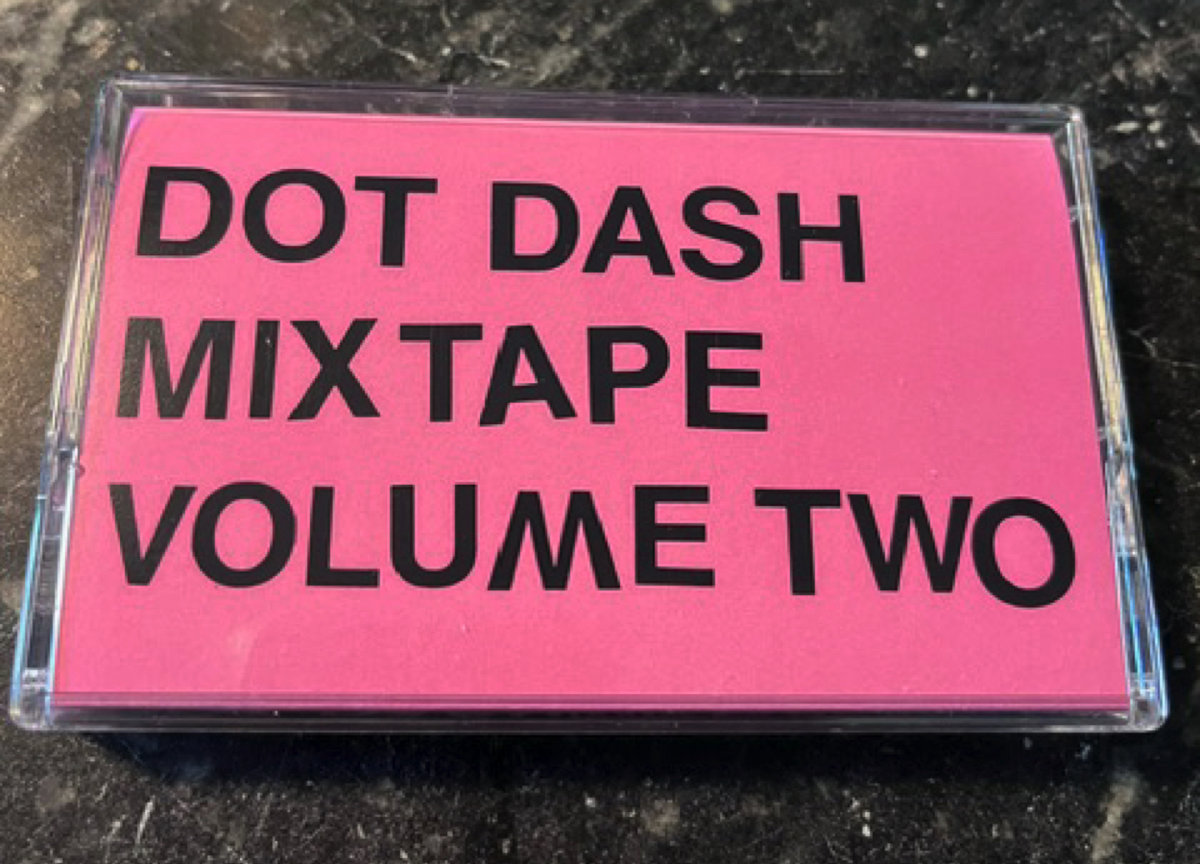 DOT DASH
MIXTAPE
VOLUME TWO